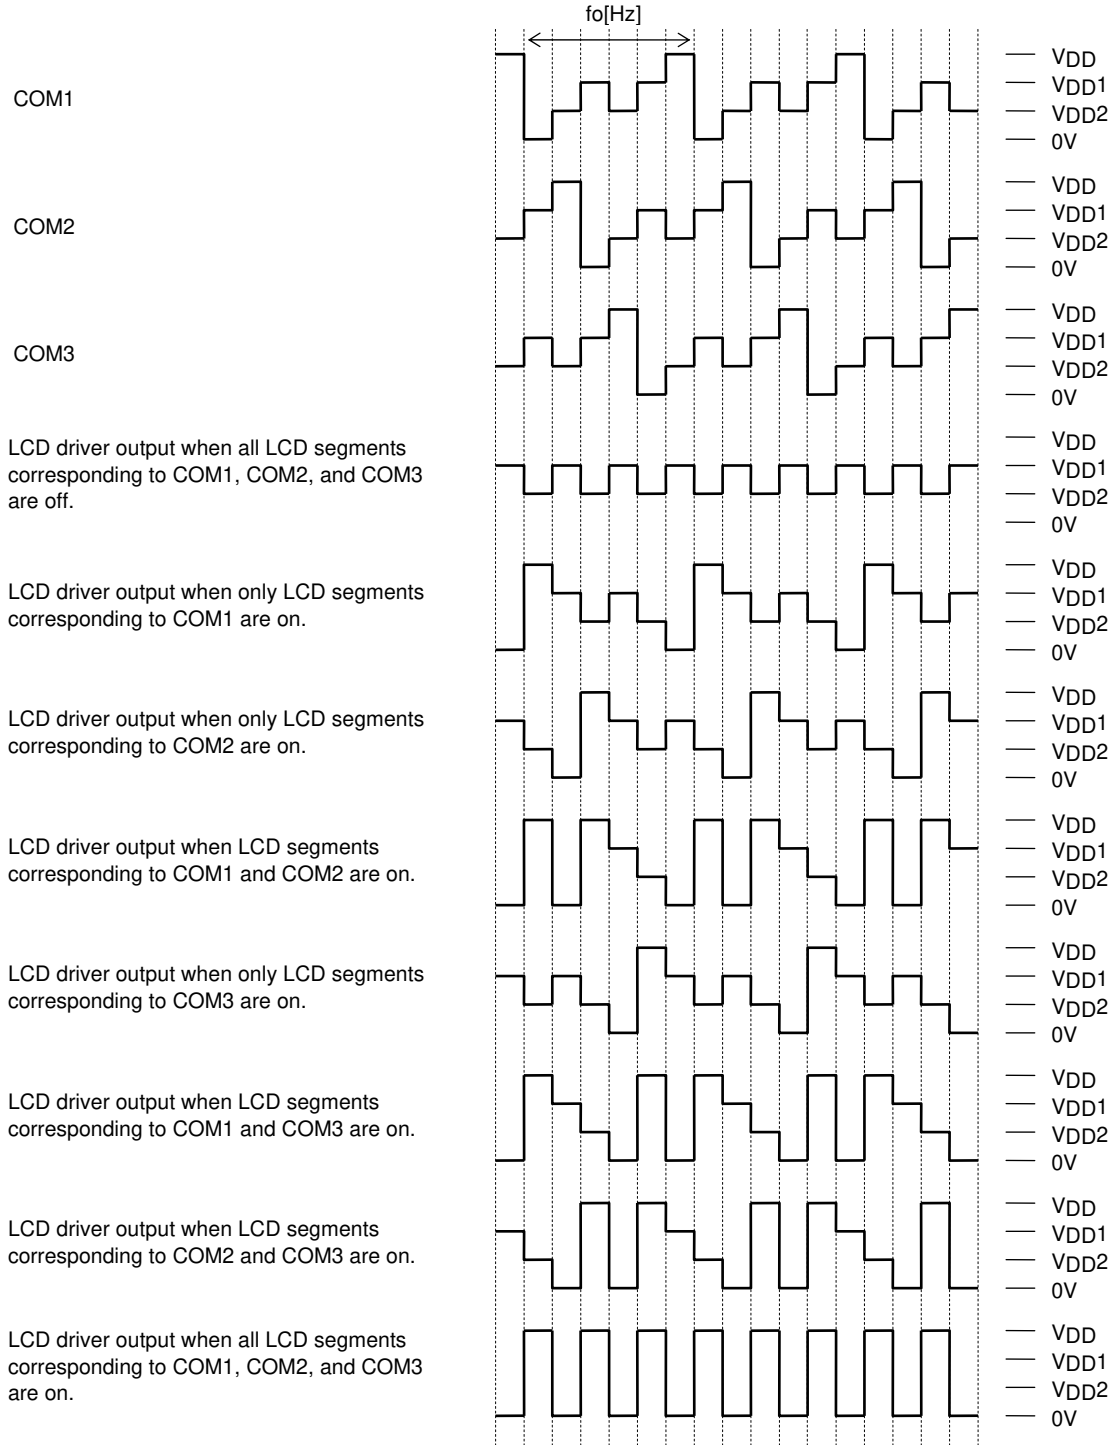 fo[Hz]
COM1
VDD
VDD1
VDD2
0V
COM2
VDD
VDD1
VDD2
0V
COM3
VDD
VDD1
VDD2
0V
LCD driver output when all LCD segments
corresponding to COM1, COM2, and COM3
are off.
VDD
VDD1
VDD2
0V
LCD driver output when only LCD segments
corresponding to COM1 are on.
VDD
VDD1
VDD2
0V
LCD driver output when only LCD segments
corresponding to COM2 are on.
VDD
VDD1
VDD2
0V
LCD driver output when LCD segments
corresponding to COM1 and COM2 are on.
VDD
VDD1
VDD2
0V
LCD driver output when only LCD segments
corresponding to COM3 are on.
VDD
VDD1
VDD2
0V
LCD driver output when LCD segments
corresponding to COM1 and COM3 are on.
VDD
VDD1
VDD2
0V
LCD driver output when LCD segments
corresponding to COM2 and COM3 are on.
VDD
VDD1
VDD2
0V
LCD driver output when all LCD segments
corresponding to COM1, COM2, and COM3
are on.
VDD
VDD1
VDD2
0V